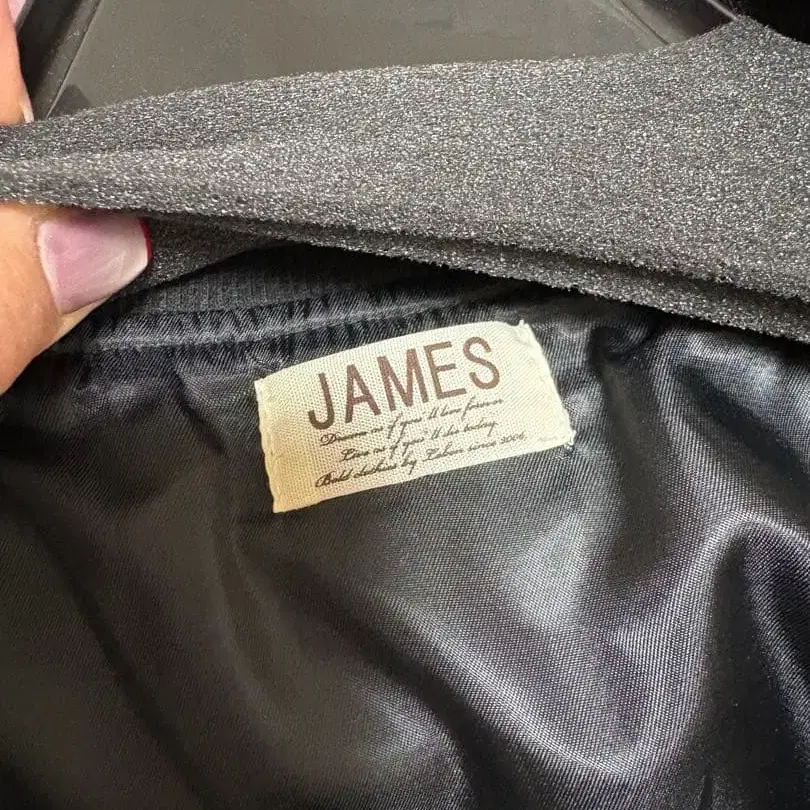 JAMES
Dream as if you'll live forever
Live as if you'll die today
Bold clothes by since 2006